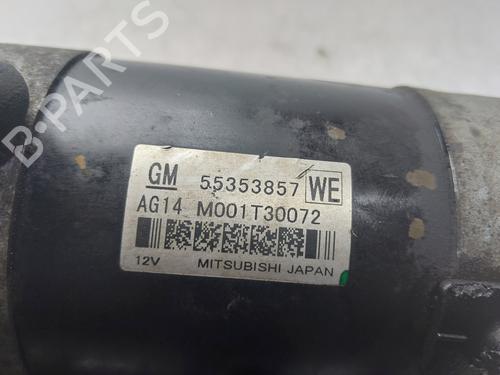 B-PARTS
GM 55353857 WE
AG14 M001T30072
12V MITSUBISHI JAPAN